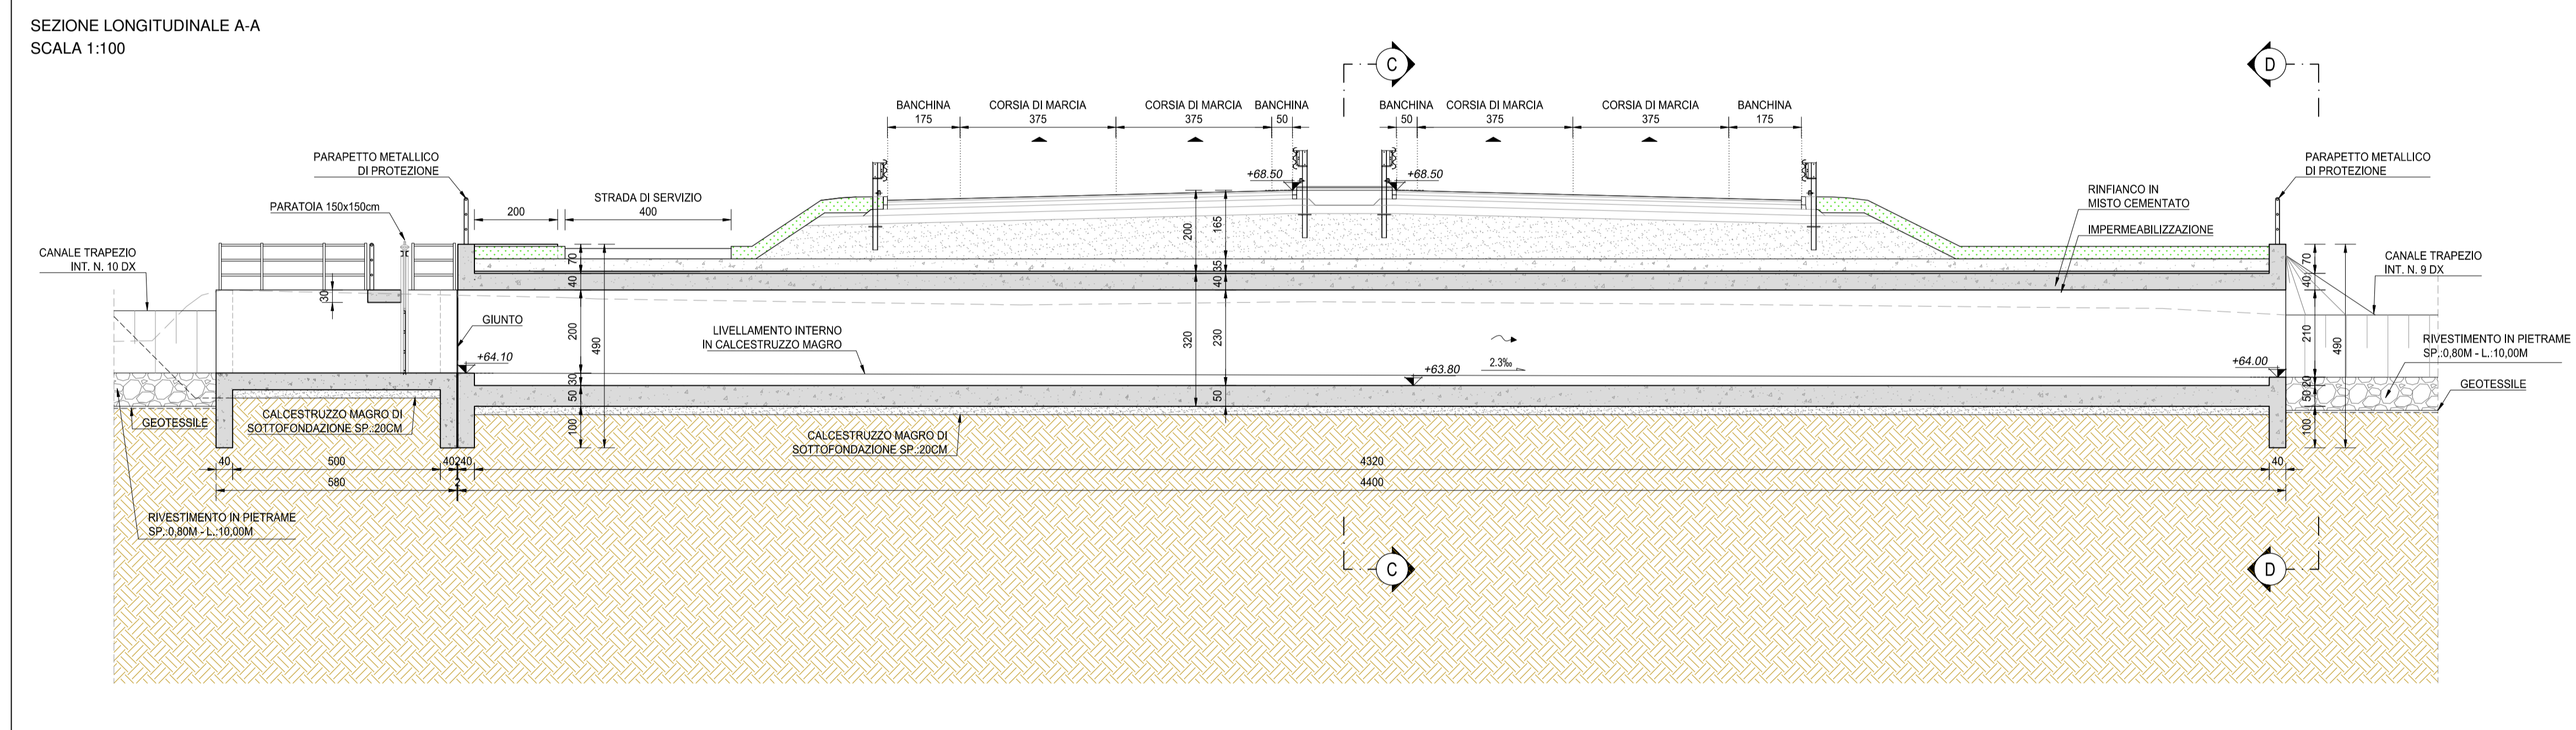 SEZIONE LONGITUDINALE A-A
SCALA 1:100
C
D
BANCHINA
175
CORSIA DI MARCIA
375
CORSIA DI MARCIA
375
BANCHINA
50
BANCHINA
50
CORSIA DI MARCIA
375
CORSIA DI MARCIA
375
BANCHINA
175
PARAPETTO METALLICO
DI PROTEZIONE
PARATOIA 150x150cm
200
STRADA DI SERVIZIO
400
+68.50
+68.50
PARAPETTO METALLICO
DI PROTEZIONE
RINFIANCO IN
MISTO CEMENTATO
IMPERMEABILIZZAZIONE
CANALE TRAPEZIO
INT. N. 10 DX
CANALE TRAPEZIO
INT. N. 9 DX
30
70
40
200
30
50
100
490
200
320
165
35
40
230
50
70
40
210
20
50
100
490
GIUNTO
LIVELLAMENTO INTERNO
IN CALCESTRUZZO MAGRO
+64.10
+63.80
2.3‰
+64.00
RIVESTIMENTO IN PIETRAME
SP.:0,80M - L.:10,00M
GEOTESSILE
GEOTESSILE
CALCESTRUZZO MAGRO DI
SOTTOFONDAZIONE SP.:20CM
CALCESTRUZZO MAGRO DI
SOTTOFONDAZIONE SP.:20CM
40
500
40
2
40
4320
40
580
2
4400
RIVESTIMENTO IN PIETRAME
SP.:0,80M - L.:10,00M
C
D